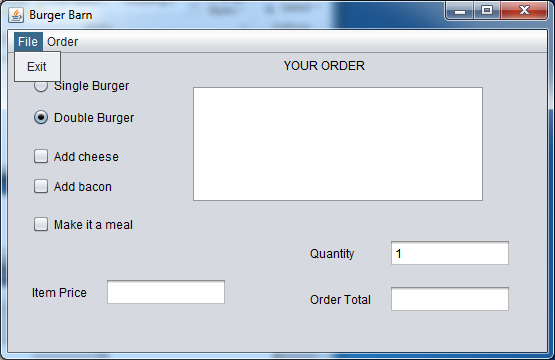 Burger Barn
File Order
Exit
YOUR ORDER
Single Burger
Double Burger
Add cheese
Add bacon
Make it a meal
Quantity 1
Item Price
Order Total